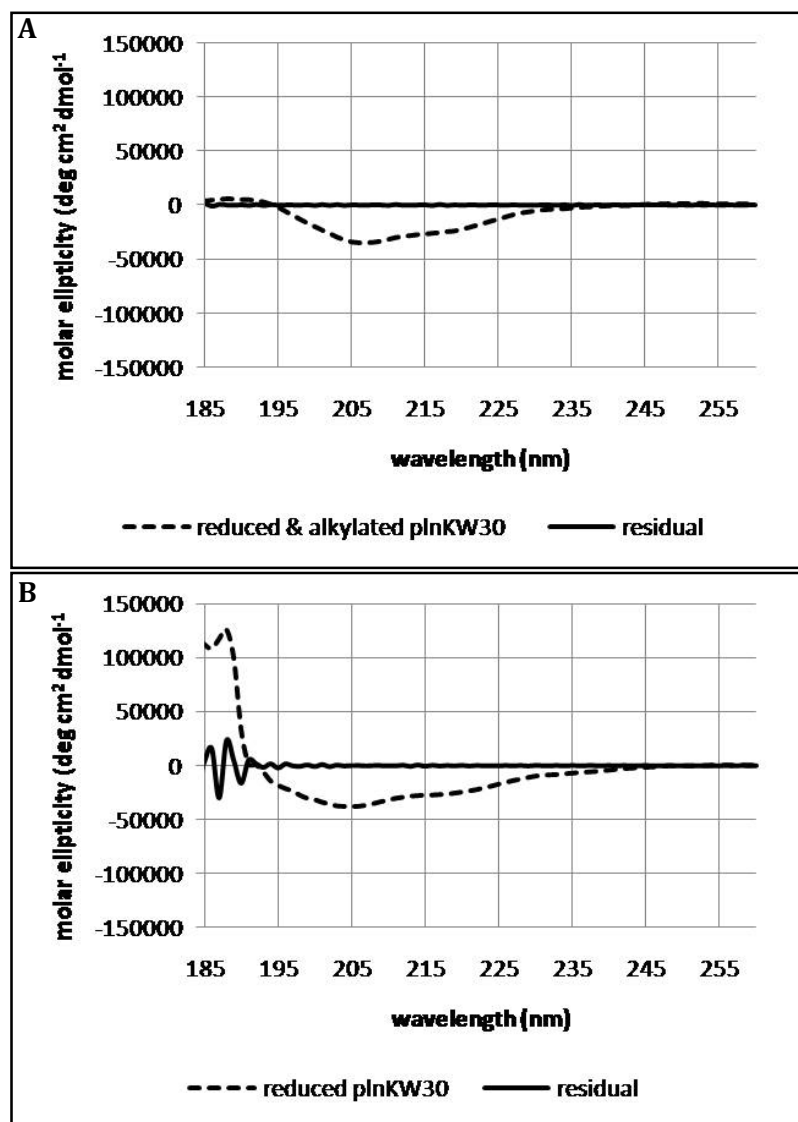 A
150000
100000
50000
0
-50000
-100000
-150000
molar elipticity (deg cm² dmol⁻¹
185 195 205 215 225 235 245 255
wavelength (nm)
reduced & alkylated plnKW30 residual
B
150000
100000
50000
0
-50000
-100000
-150000
molar elipticity (deg cm² dmol⁻¹
185 195 205 215 225 235 245 255
wavelength (nm)
reduced plnKW30 residual